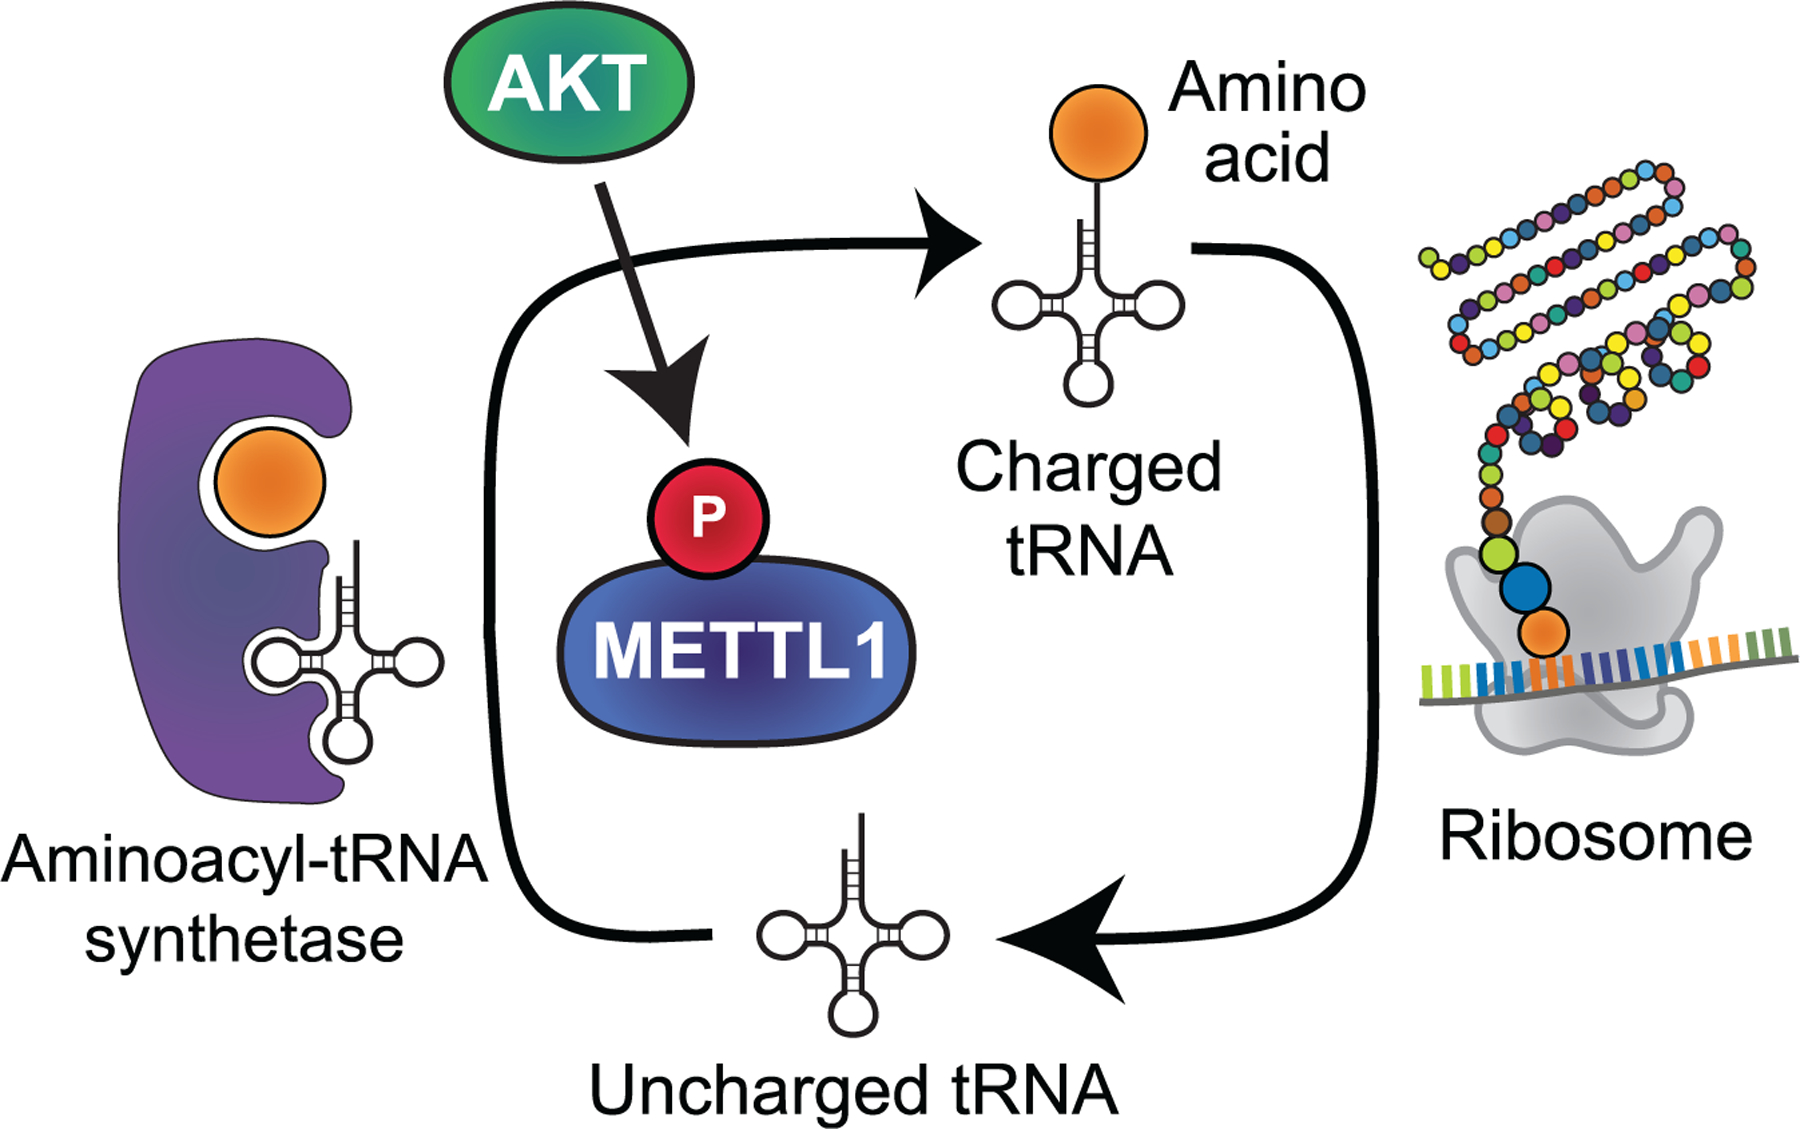 AKT
Amino
acid
P
Charged
tRNA
METTL1
Ribosome
Aminoacyl-tRNA
synthetase
Uncharged tRNA